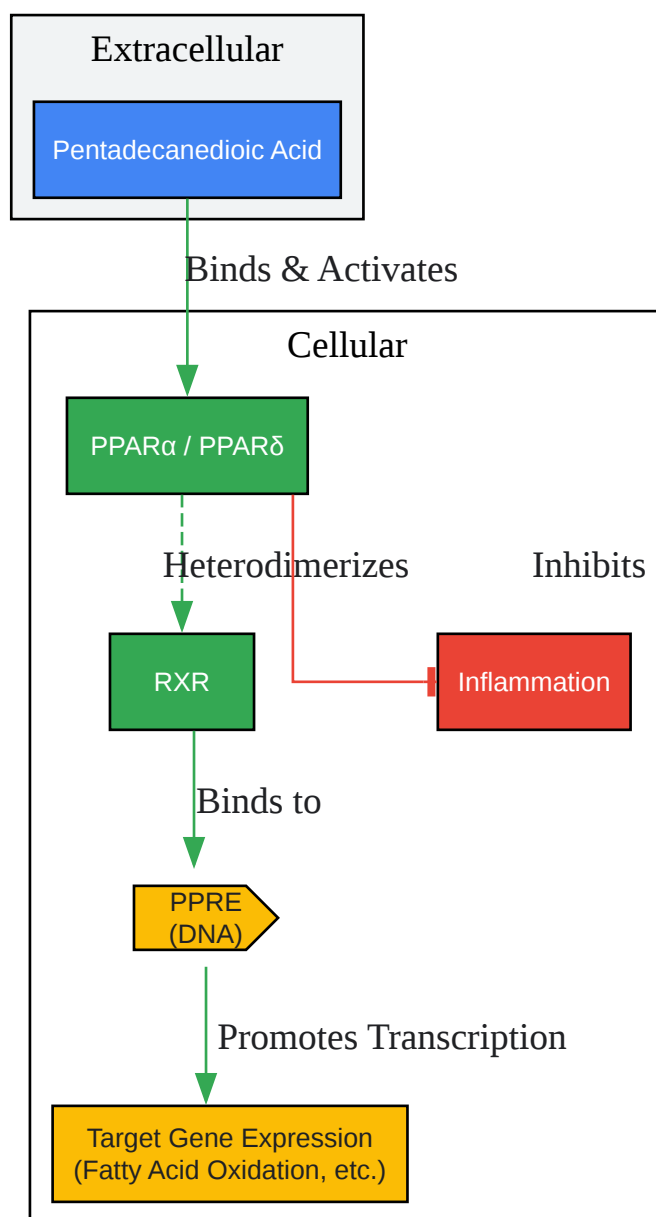 Extracellular
Pentadecanedioic Acid
Binds & Activates
Cellular
PPARα / PPARδ
Heterodimerizes
Inhibits
RXR
Inflammation
Binds to
PPRE
(DNA)
Promotes Transcription
Target Gene Expression
(Fatty Acid Oxidation, etc.)